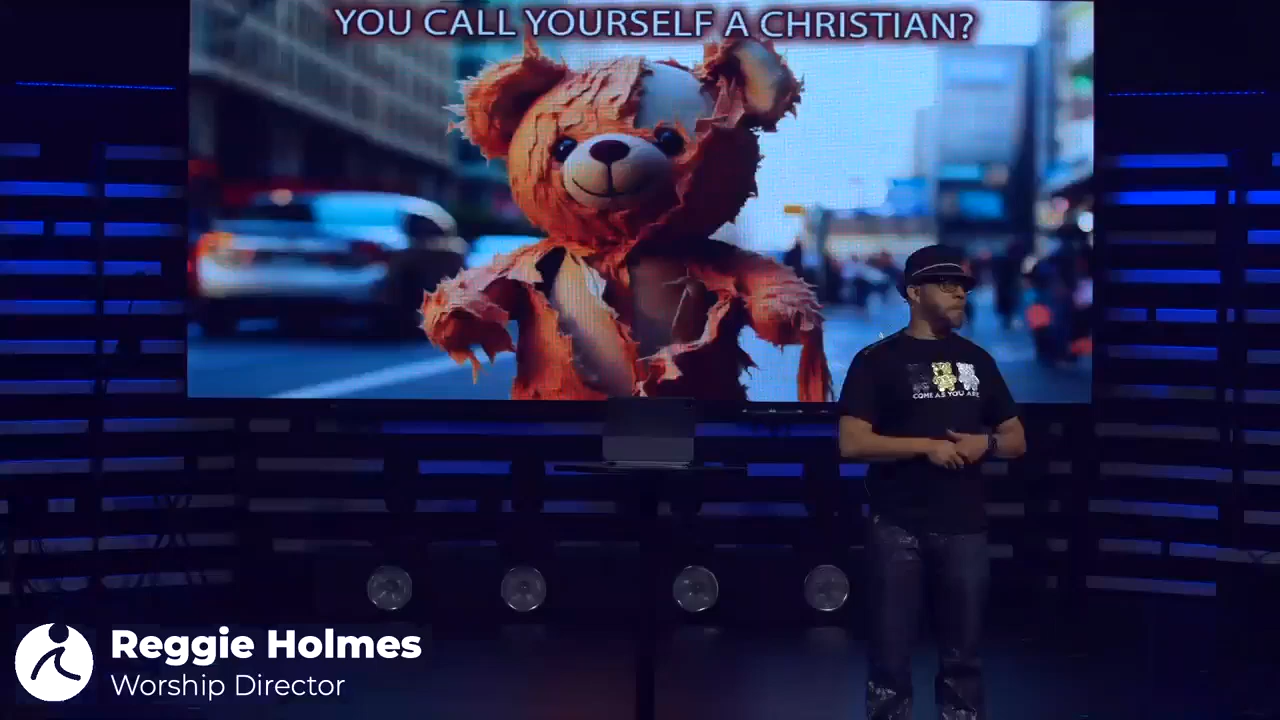 YOU CALL YOURSELF A CHRISTIAN?
COME AS YOU ARE
Reggie Holmes
Worship Director